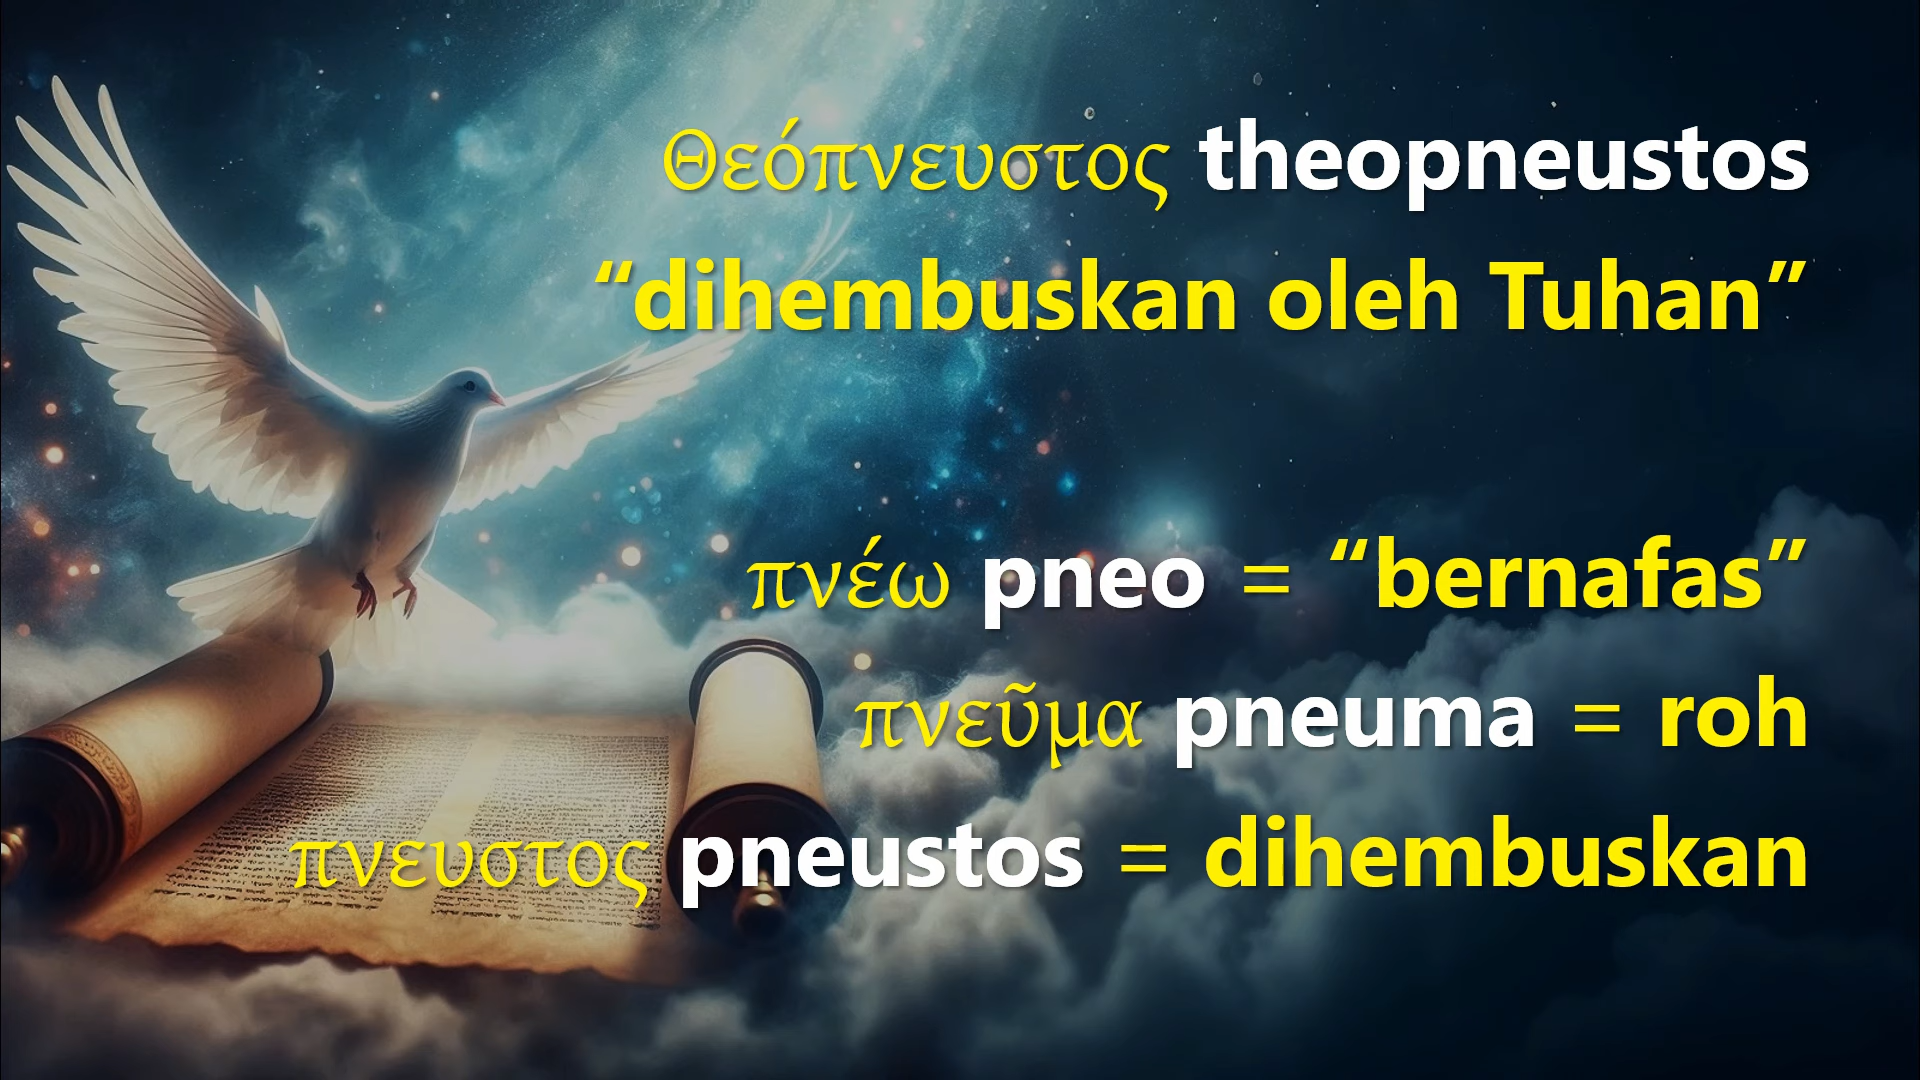 Θεόπνευστος theopneustos
“dihembuskan oleh Tuhan”
πνέω pneo = “bernafas”
πνεῦμα pneuma = roh
πνευστος pneustos = dihembuskan